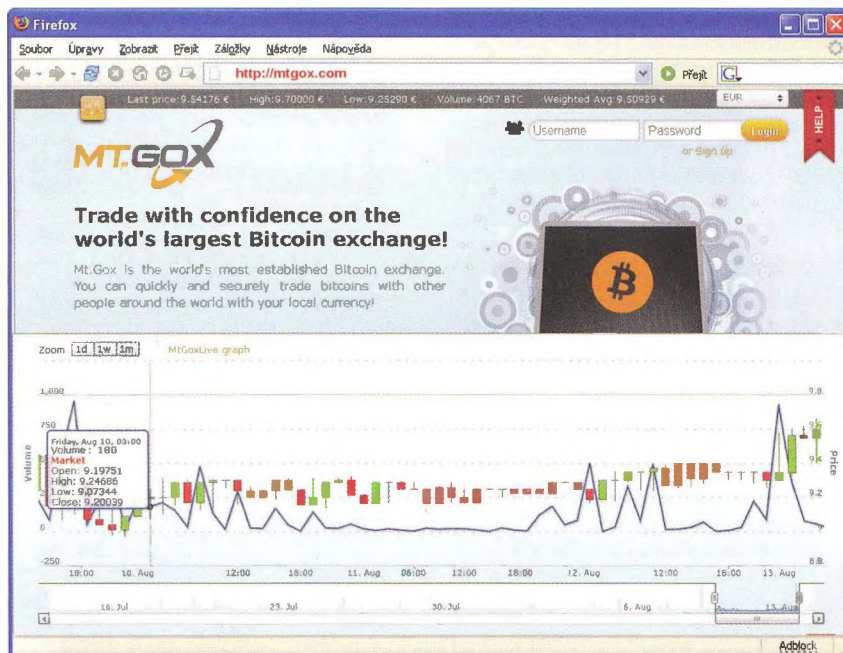 Firefox
Soubor Úpravy Zobrazit Přejít Záložky Nástroje Nápověda
http://mtgox.com Přejít G
Last price:9.54176 € High:9.70000 € Low:9.25290 € Volume:4067 BTC Weighted Avg:9.50929 € EUR
HELP
Username Password Login
or Sign up
MT.GOX
Trade with confidence on the
world's largest Bitcoin exchange!
Mt.Gox is the world's most established Bitcoin exchange.
You can quickly and securely trade bitcoins with other
people around the world with your local currency!
Zoom 1d 1w 1m MtGoxLive graph
1,000 9.8
750
Friday, Aug 10, 03:00
Volume : 180
Market
Open: 9.19751
High: 9.24686
Low: 9.07344
Close: 9.20039
Volume
Price
9.4
9.2
0 9
-250 8.8
18:00 10. Aug 12:00 18:00 11. Aug 06:00 12:00 18:00 12. Aug 12:00 18:00 13. Aug
16. Jul 23. Jul 30. Jul 6. Aug 13. Aug
Adblock